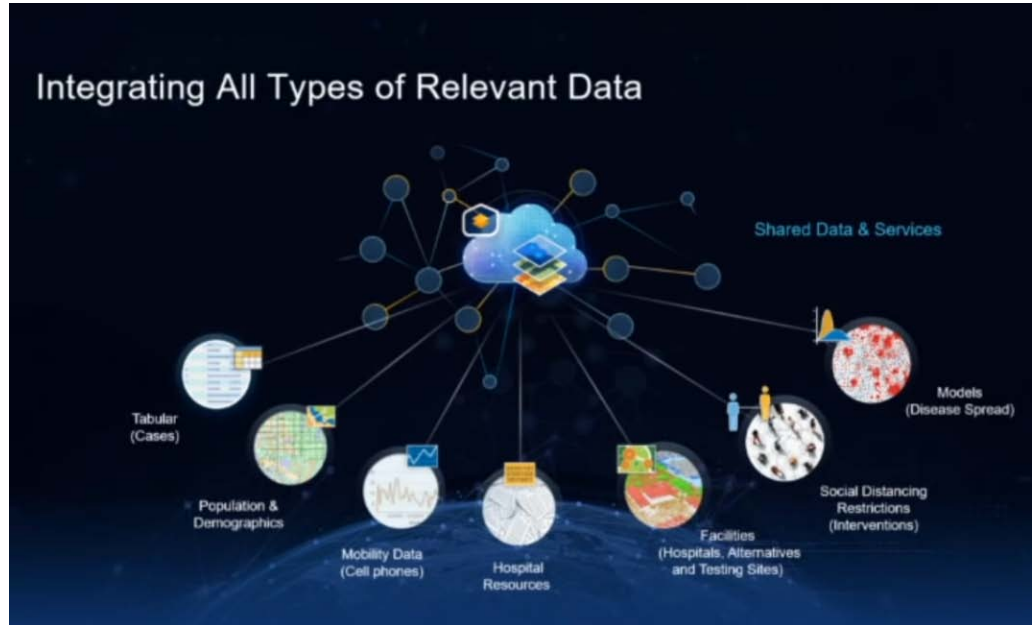 Integrating All Types of Relevant Data
Shared Data & Services
Tabular
(Cases)
Population &
Demographics
Mobility Data
(Cell phones)
Hospital
Resources
Facilities
(Hospitals, Alternatives
and Testing Sites)
Social Distancing
Restrictions
(Interventions)
Models
(Disease Spread)